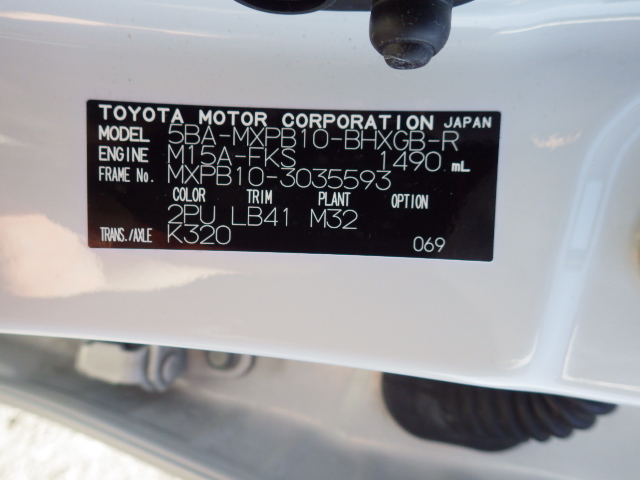 TOYOTA MOTOR CORPORATION JAPAN
MODEL 5BA-MXPB10-BHXGB-R
ENGINE M15A-FKS 1490 mL
FRAME No. MXPB10-3035593
COLOR TRIM PLANT OPTION
2PU LB41 M32
TRANS./AXLE K320 069